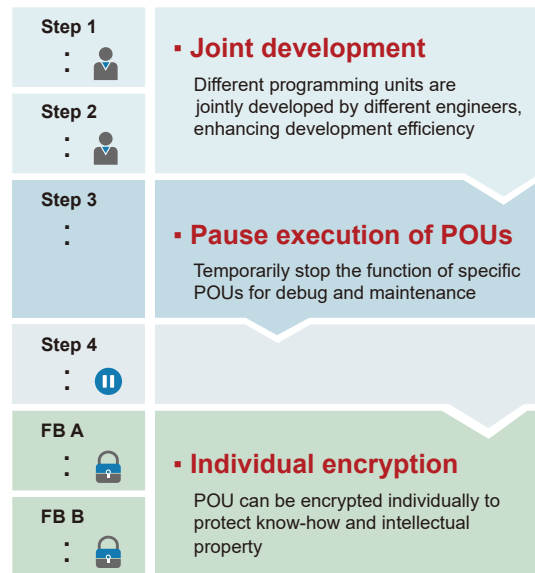 Step 1
:
Step 2
:
▪ Joint development
Different programming units are
jointly developed by different engineers,
enhancing development efficiency
Step 3
:
▪ Pause execution of POUs
Temporarily stop the function of specific
POUs for debug and maintenance
Step 4
:
FB A
:
FB B
:
▪ Individual encryption
POU can be encrypted individually to
protect know-how and intellectual
property